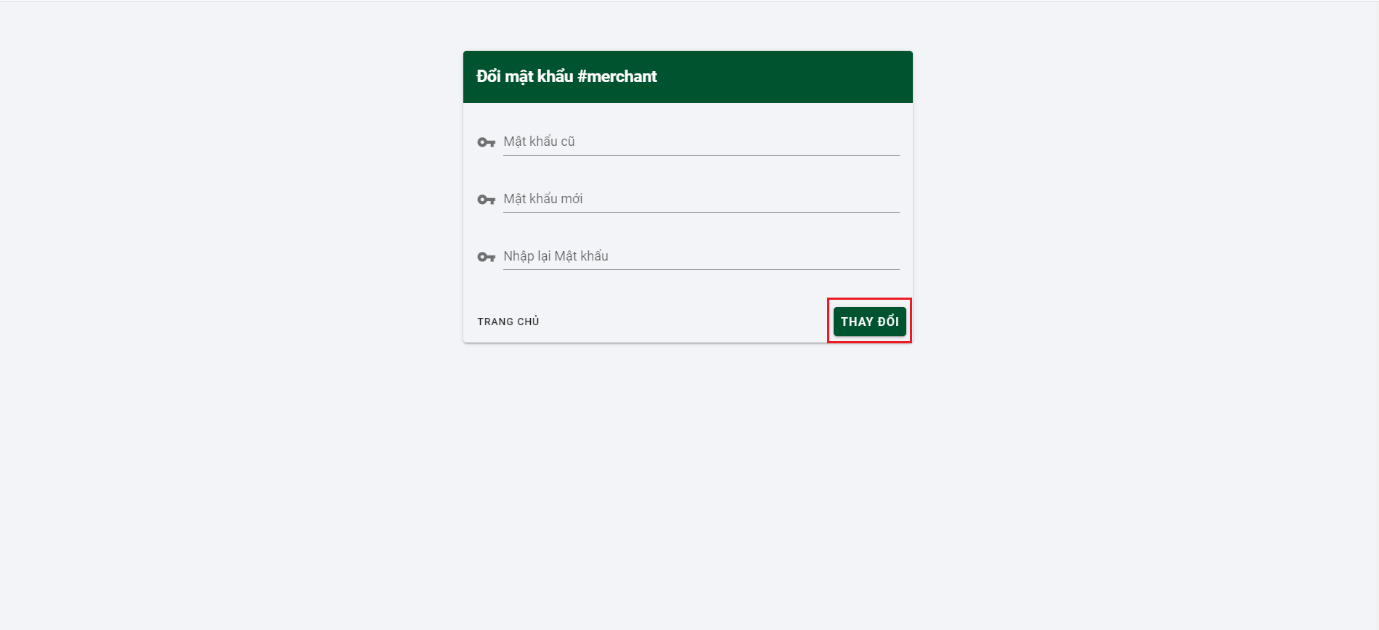 Đổi mật khẩu #merchant
Mật khẩu cũ
Mật khẩu mới
Nhập lại Mật khẩu
TRANG CHỦ
THAY ĐỔI